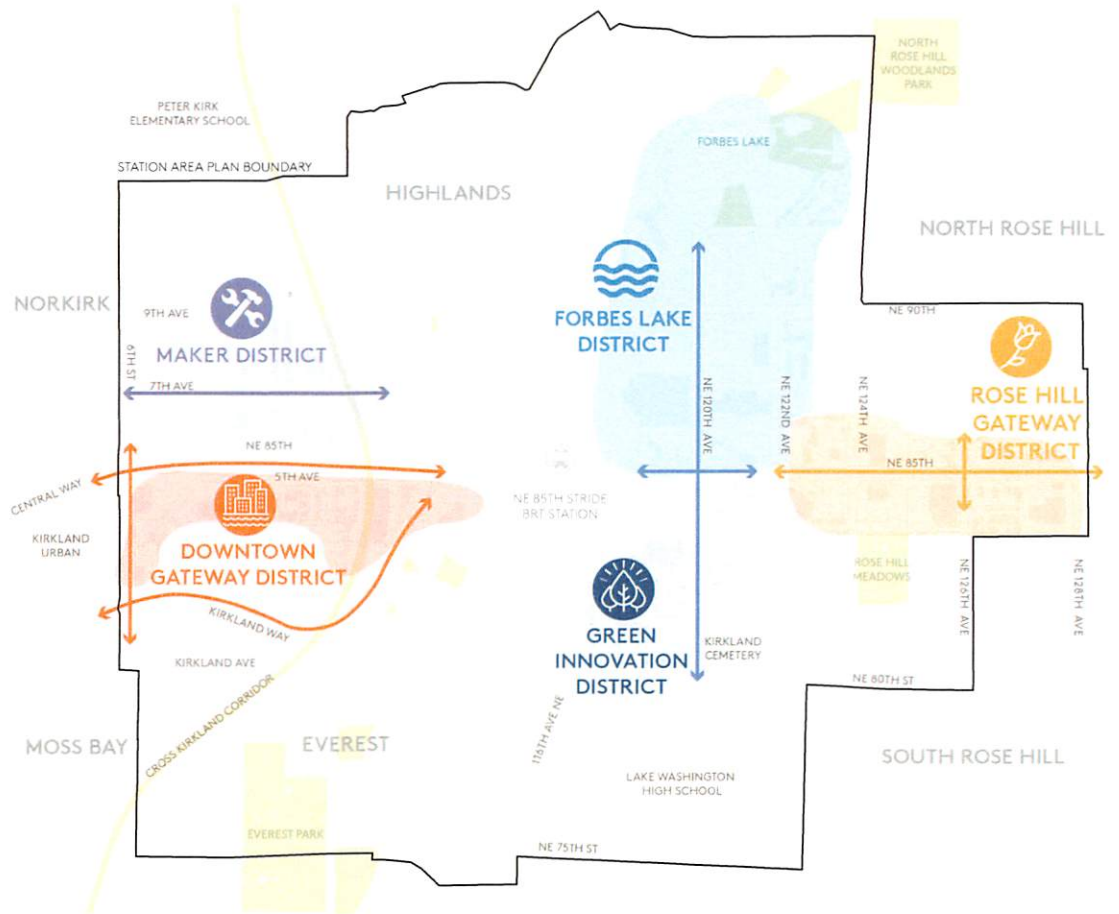 NORTH
ROSE HILL
WOODLANDS
PARK
PETER KIRK
ELEMENTARY SCHOOL
FORBES LAKE
STATION AREA PLAN BOUNDARY
HIGHLANDS
NORTH ROSE HILL
NORKIRK
9TH AVE
MAKER DISTRICT
6TH ST
7TH AVE
FORBES LAKE
DISTRICT
NE 90TH
NE 120TH AVE
NE 122ND AVE
NE 124TH AVE
ROSE HILL
GATEWAY
DISTRICT
NE 85TH
NE 85TH
5TH AVE
CENTRAL WAY
NE 85TH STRIDE
BRT STATION
KIRKLAND
URBAN
DOWNTOWN
GATEWAY DISTRICT
ROSE HILL
MEADOWS
NE 126TH AVE
NE 128TH AVE
KIRKLAND WAY
GREEN
INNOVATION
DISTRICT
KIRKLAND
CEMETERY
KIRKLAND AVE
NE 80TH ST
CROSS KIRKLAND CORRIDOR
116TH AVE NE
MOSS BAY
EVEREST
SOUTH ROSE HILL
LAKE WASHINGTON
HIGH SCHOOL
EVEREST PARK
NE 75TH ST